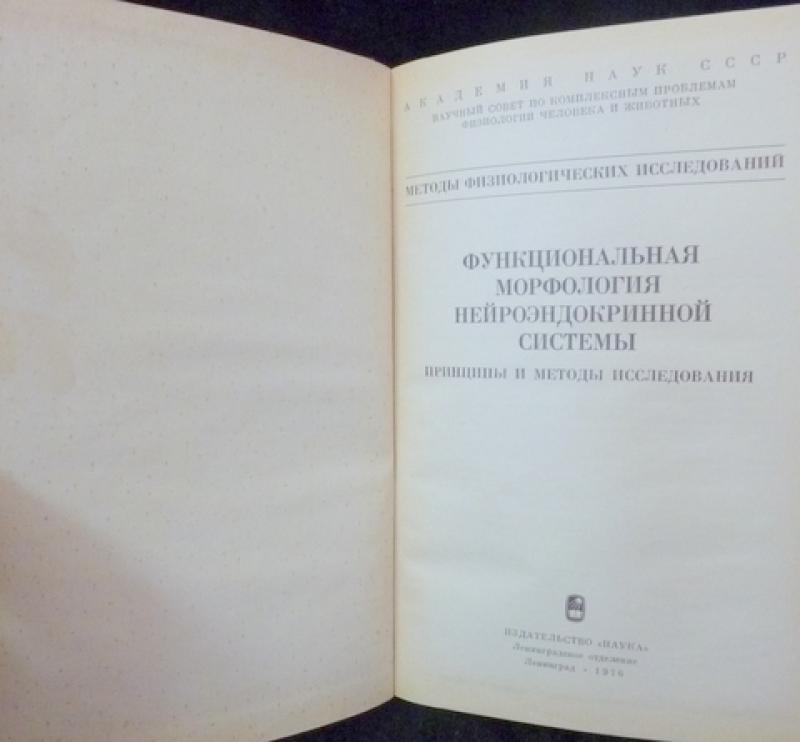 АКАДЕМИЯ НАУК СССР
НАУЧНЫЙ СОВЕТ ПО КОМПЛЕКСНЫМ ПРОБЛЕМАМ
ФИЗИОЛОГИИ ЧЕЛОВЕКА И ЖИВОТНЫХ
МЕТОДЫ ФИЗИОЛОГИЧЕСКИХ ИССЛЕДОВАНИЙ
ФУНКЦИОНАЛЬНАЯ
МОРФОЛОГИЯ
НЕЙРОЭНДОКРИННОЙ
СИСТЕМЫ
ПРИНЦИПЫ И МЕТОДЫ ИССЛЕДОВАНИЯ
ИЗДАТЕЛЬСТВО «НАУКА»
Ленинградское отделение
Ленинград · 1976